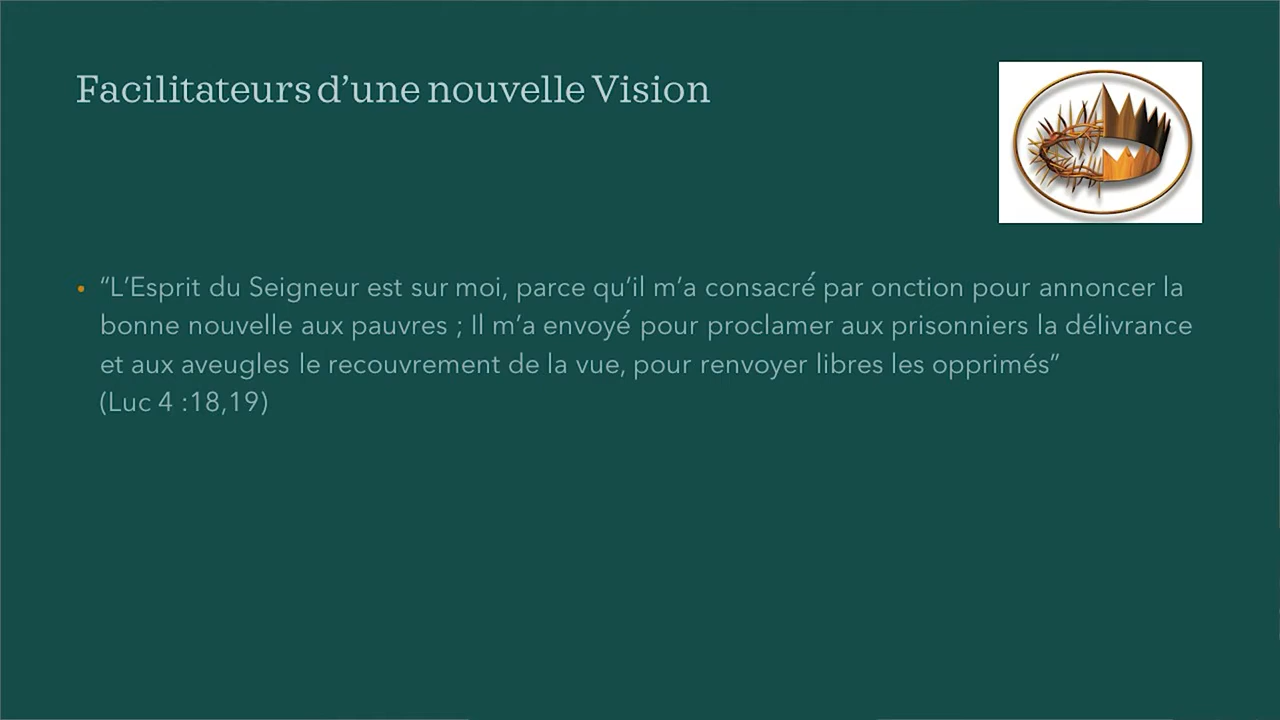 Facilitateurs d’une nouvelle Vision
• “L’Esprit du Seigneur est sur moi, parce qu’il m’a consacré par onction pour annoncer la
bonne nouvelle aux pauvres ; Il m’a envoyé pour proclamer aux prisonniers la délivrance
et aux aveugles le recouvrement de la vue, pour renvoyer libres les opprimés”
(Luc 4 :18,19)